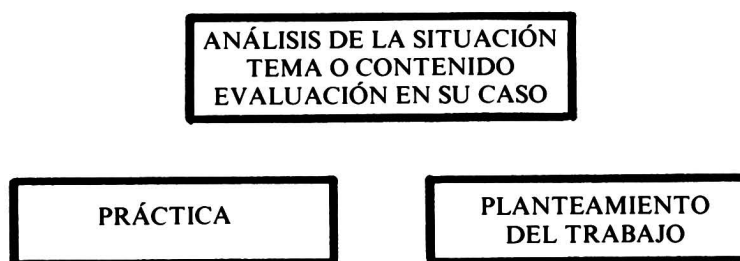 ANÁLISIS DE LA SITUACIÓN
TEMA O CONTENIDO
EVALUACIÓN EN SU CASO
PRÁCTICA
PLANTEAMIENTO
DEL TRABAJO